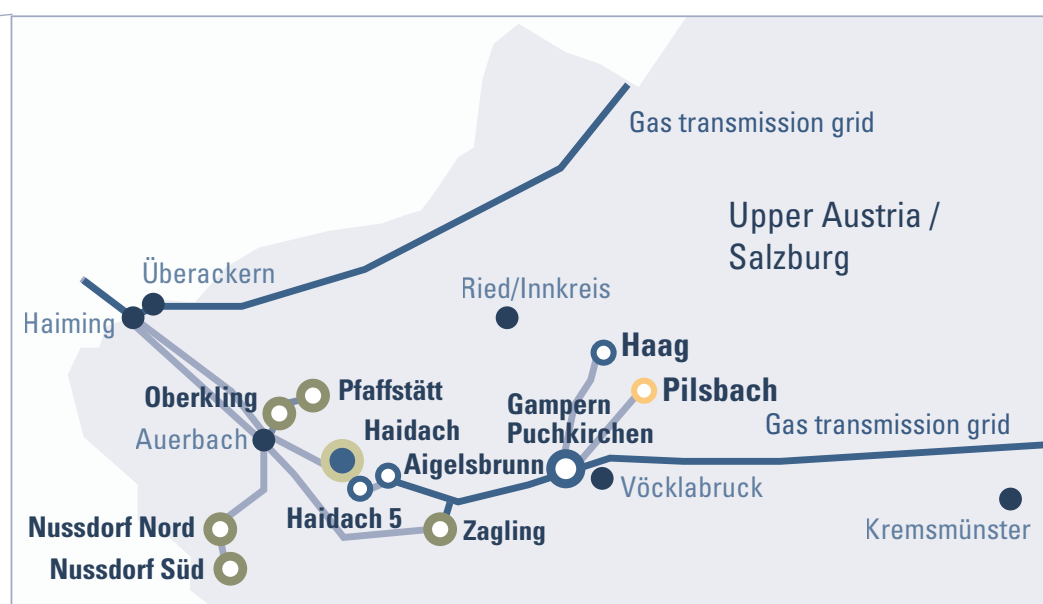 Gas transmission grid
Upper Austria /
Salzburg
Überackern
Ried/Innkreis
Haiming
Haag
Oberkling
Pfaffstätt
Pilsbach
Gampern
Puchkirchen
Gas transmission grid
Auerbach
Haidach
Aigelsbrunn
Vöcklabruck
Haidach 5
Nussdorf Nord
Zagling
Kremsmünster
Nussdorf Süd